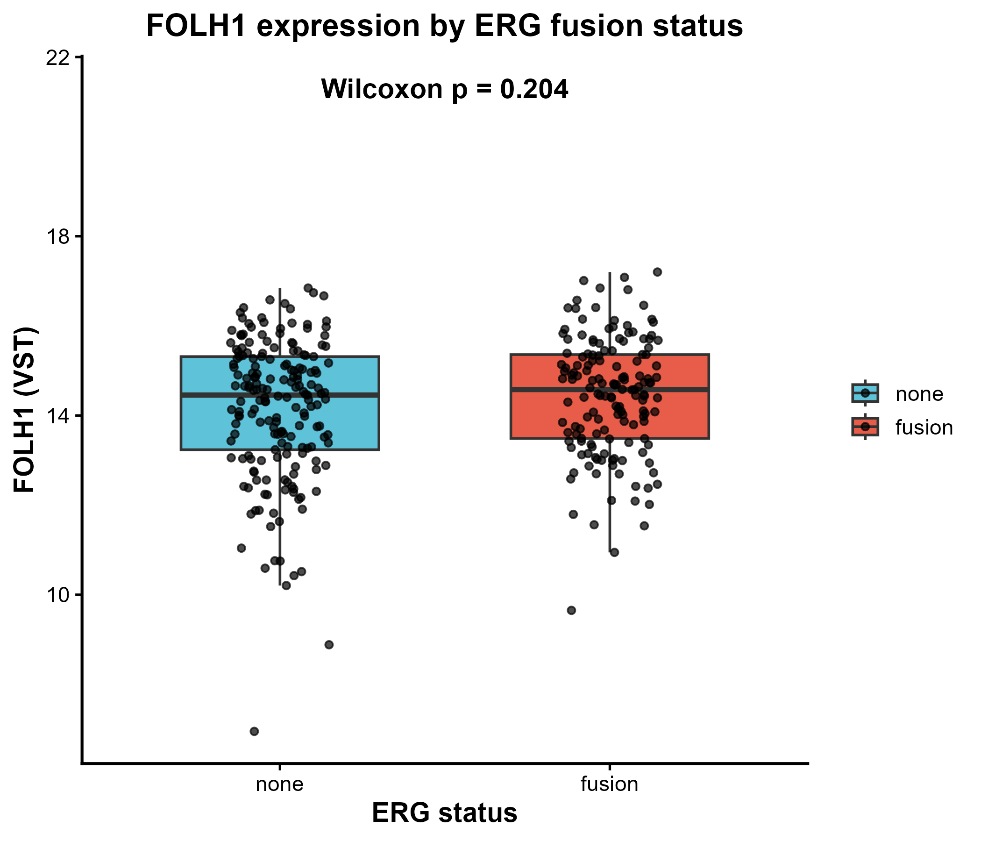 FOLH1 expression by ERG fusion status
Wilcoxon p = 0.204
22
18
14
10
FOLH1 (VST)
none
fusion
none
fusion
ERG status